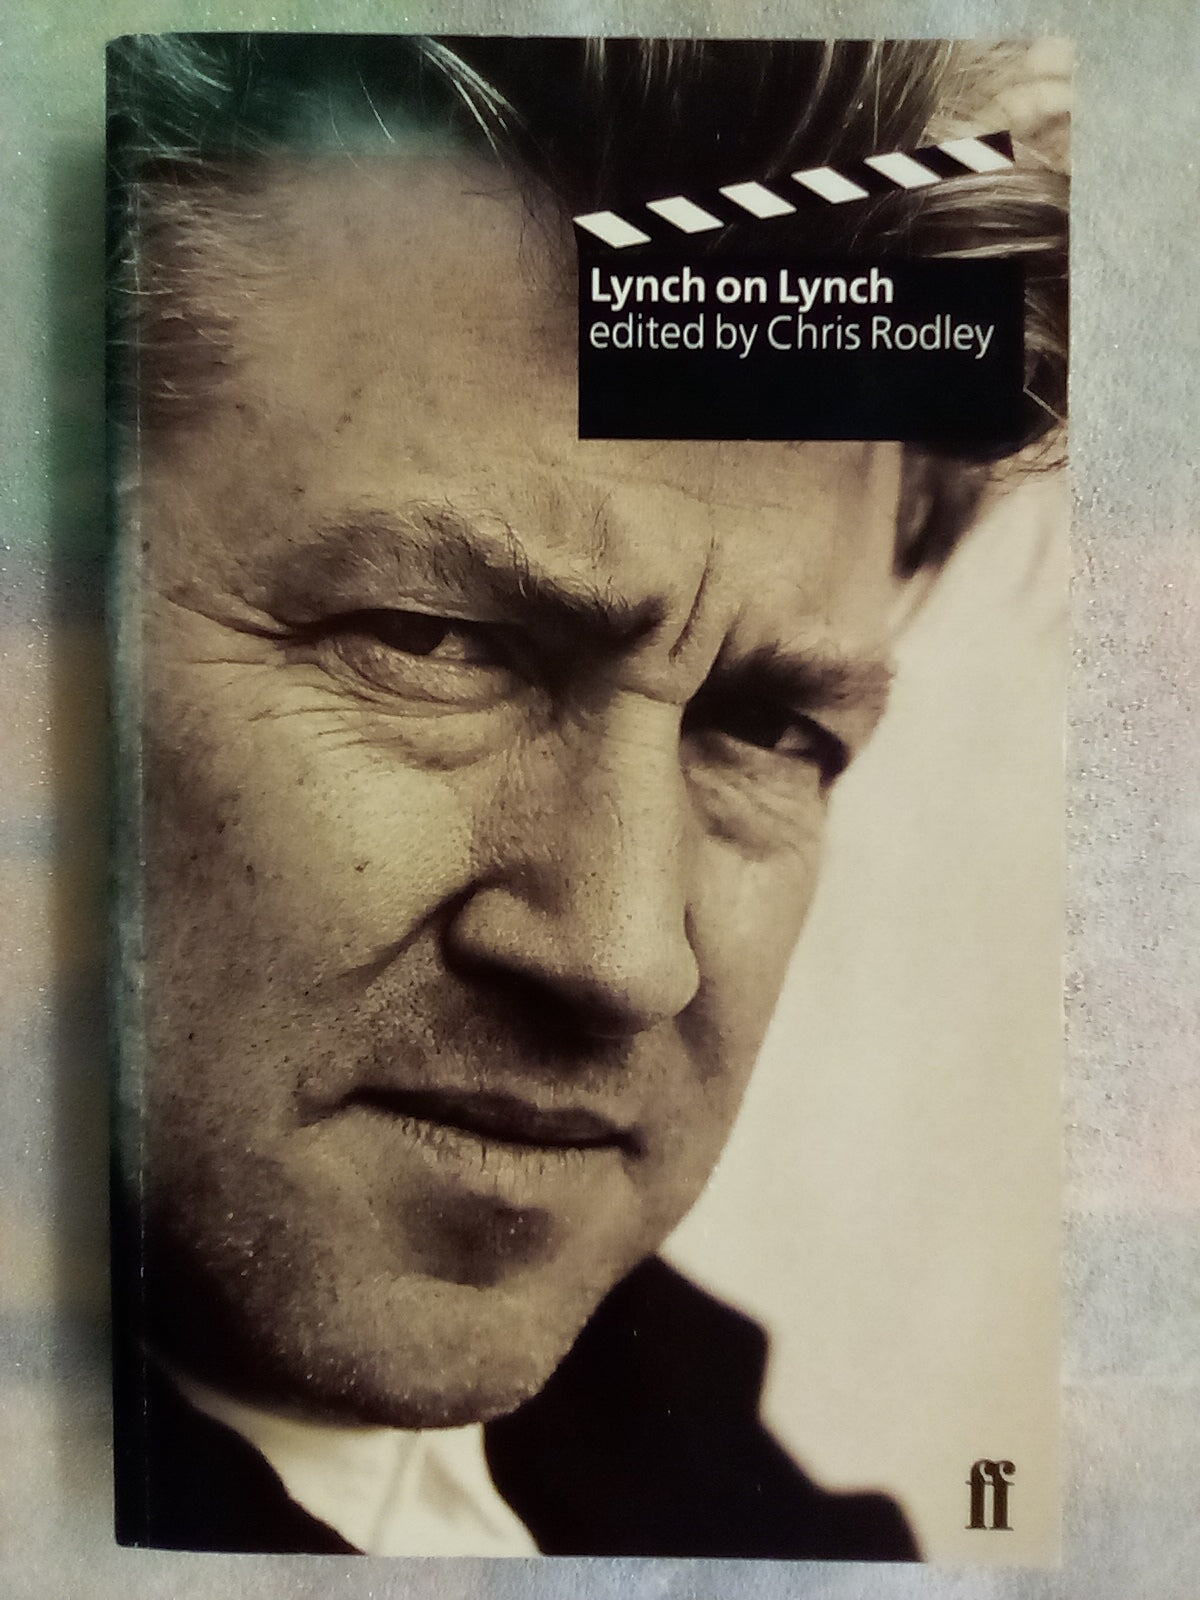 Lynch on Lynch
edited by Chris Rodley
ff